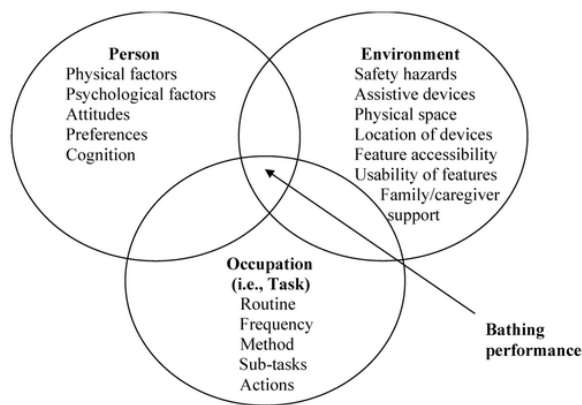 Person
Physical factors
Psychological factors
Attitudes
Preferences
Cognition
Environment
Safety hazards
Assistive devices
Physical space
Location of devices
Feature accessibility
Usability of features
Family/caregiver
support
Occupation
(i.e., Task)
Routine
Frequency
Method
Sub-tasks
Actions
Bathing
performance